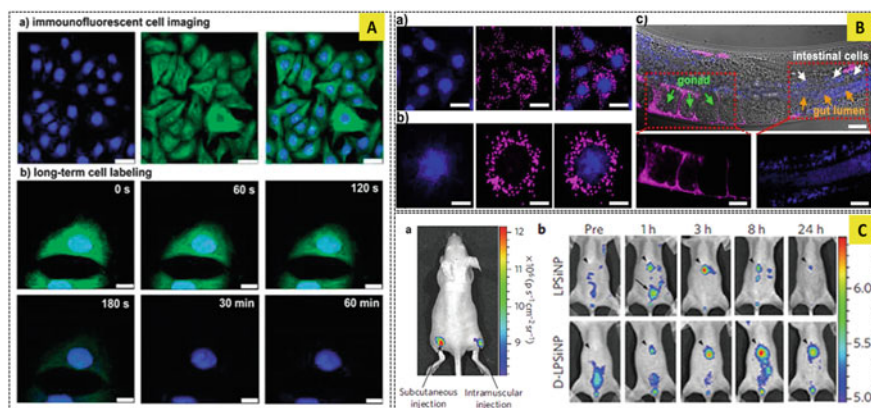 A
a) immounofluorescent cell imaging
b) long-term cell labeling
0 s
60 s
120 s
180 s
30 min
60 min
B
a)
b)
c)
intestinal cells
gonad
gut lumen
C
a
12
11
10
9
× 10⁶ (p s⁻¹ cm⁻² sr⁻¹)
Subcutaneous
injection
Intramuscular
injection
b
Pre
1 h
3 h
8 h
24 h
LPSiNP
D-LPSiNP
6.0
5.5
5.0